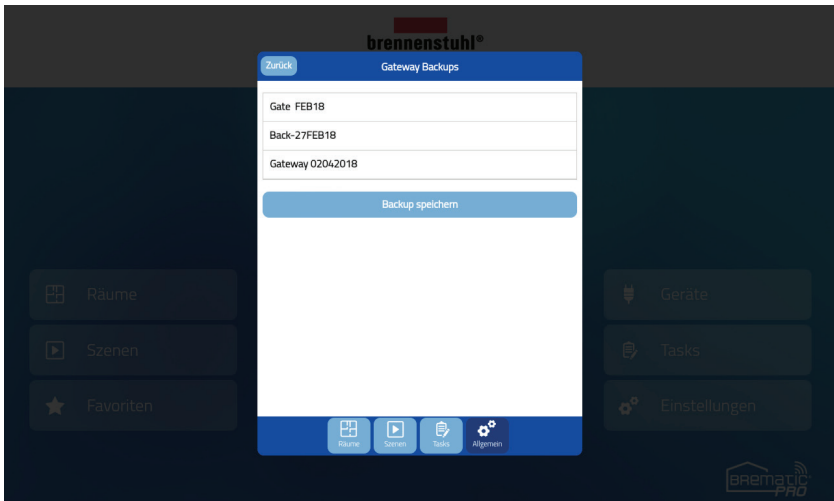 brennenstuhl®
Zurück
Gateway Backups
Gate FEB18
Back-27FEB18
Gateway 02042018
Backup speichern
Räume
Szenen
Favoriten
Geräte
Tasks
Einstellungen
Räume
Szenen
Tasks
Allgemein
BREMATIC
PRO